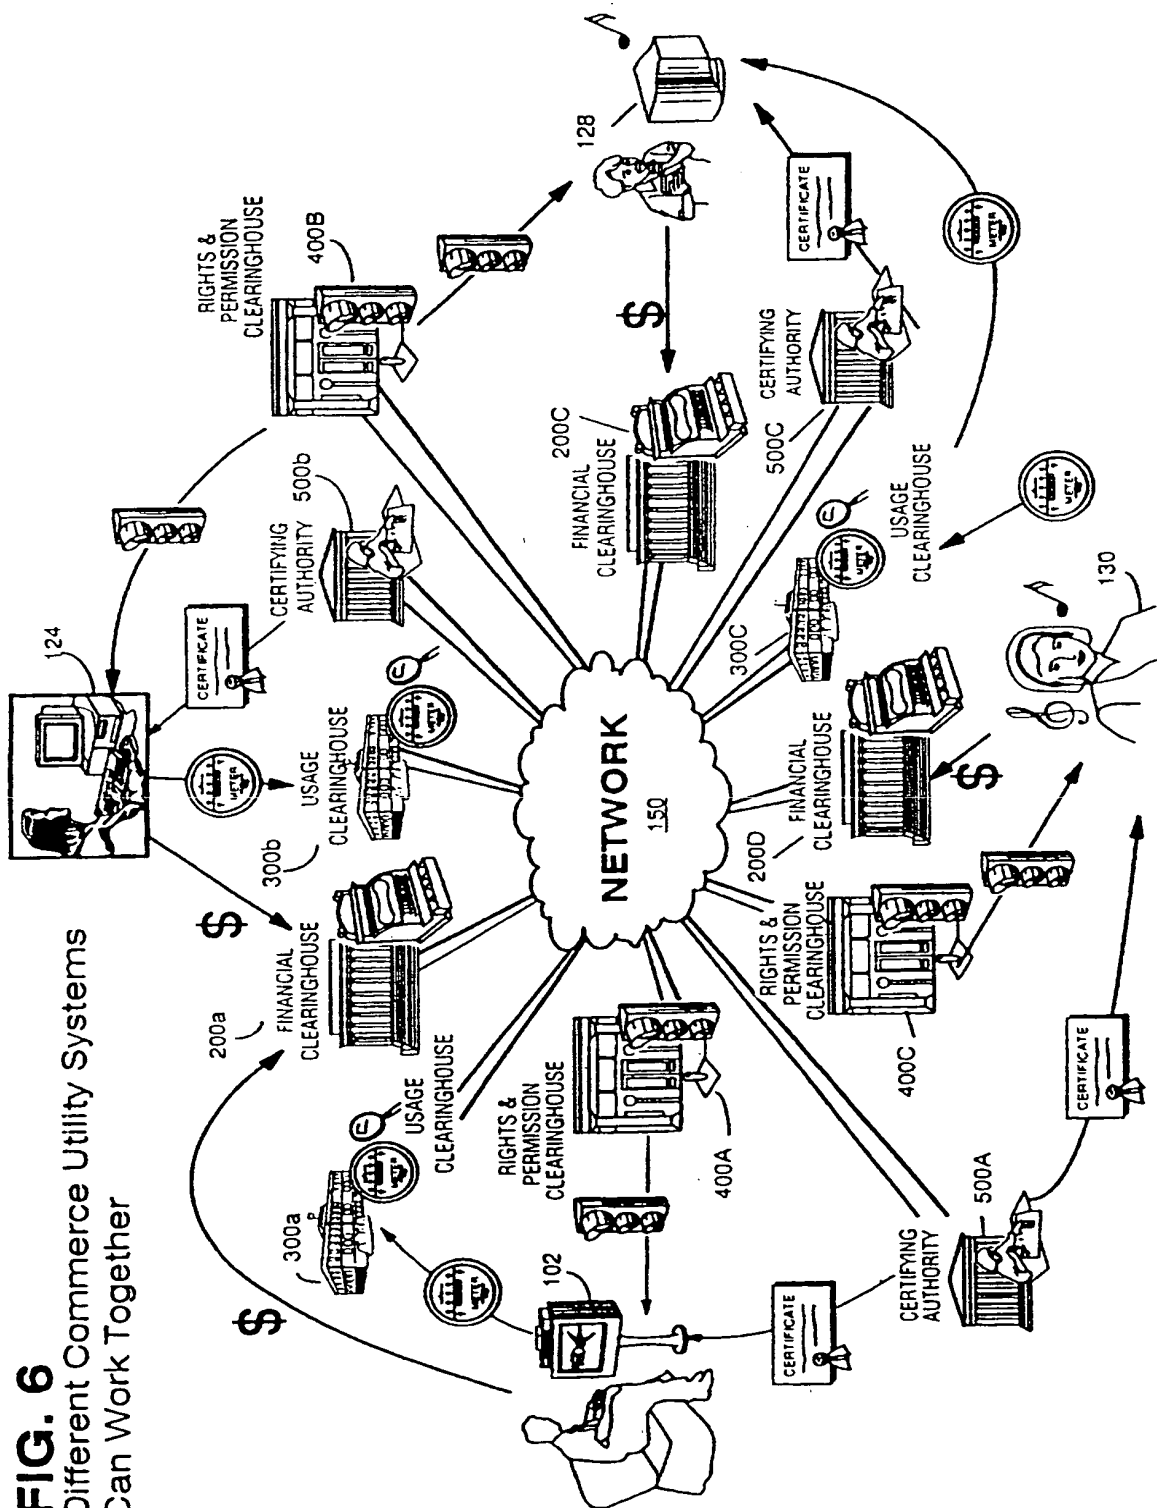 FIG. 6
Different Commerce Utility Systems
Can Work Together
124
CERTIFICATE
CERTIFYING
AUTHORITY
500b
RIGHTS &
PERMISSION
CLEARINGHOUSE
400B
128
$
200a
FINANCIAL
CLEARINGHOUSE
METER
300b
USAGE
CLEARINGHOUSE
METER
$
300a
METER
USAGE
CLEARINGHOUSE
METER
NETWORK
150
200C
FINANCIAL
CLEARINGHOUSE
$
CERTIFYING
AUTHORITY
500C
CERTIFICATE
METER
300C
METER
USAGE
CLEARINGHOUSE
METER
102
RIGHTS &
PERMISSION
CLEARINGHOUSE
400A
200D
FINANCIAL
CLEARINGHOUSE
$
130
RIGHTS &
PERMISSION
CLEARINGHOUSE
400C
CERTIFICATE
CERTIFYING
AUTHORITY
500A
CERTIFICATE